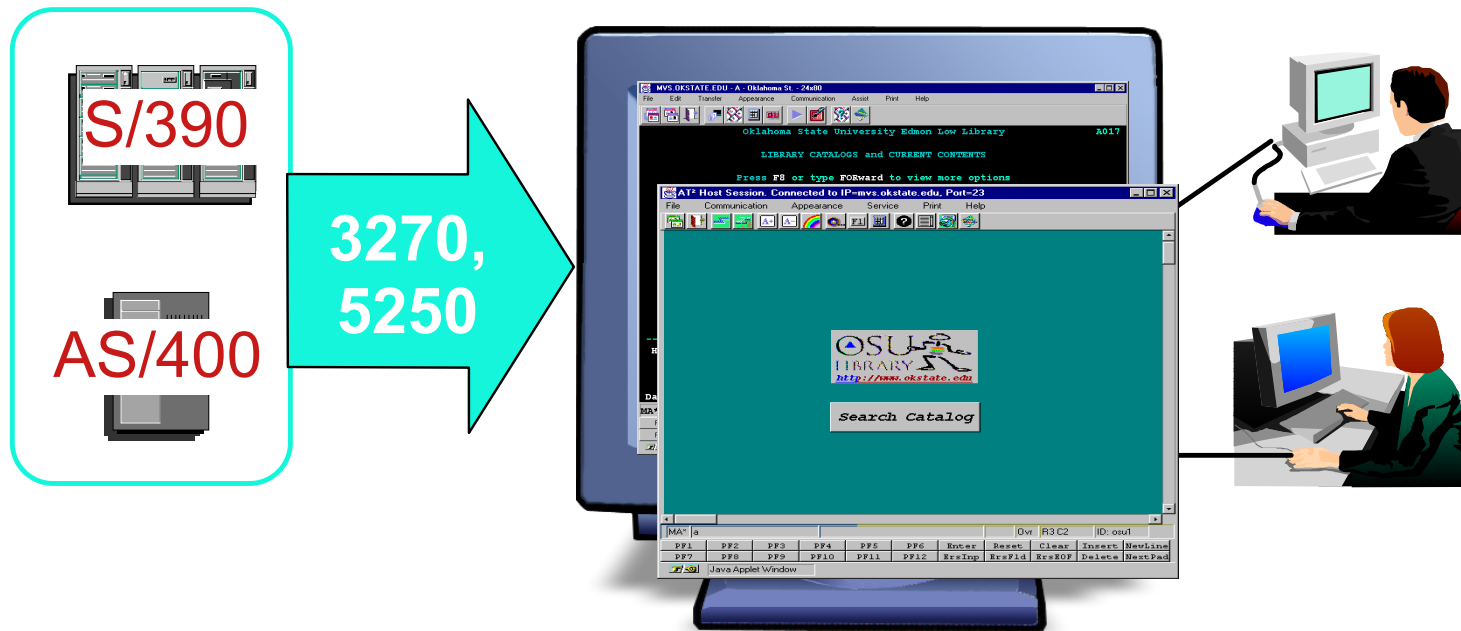 S/390
AS/400
3270,
5250
MVS.OKSTATE.EDU - A - Oklahoma St. - 24x80
File Edit Transfer Appearance Communication Assist Print Help
Oklahoma State University Edmon Low Library A017
LIBRARY CATALOGS and CURRENT CONTENTS
Press F8 or type FORward to view more options
H
Da
MA*
AT² Host Session. Connected to IP=mvs.okstate.edu, Port=23
File Communication Appearance Service Print Help
A+ A- F1 ?
OSU
LIBRARY
http://www.okstate.edu
Search Catalog
MA* a Ovr R3 C2 ID: osu1
PF1 PF2 PF3 PF4 PF5 PF6 Enter Reset Clear Insert NewLine
PF7 PF8 PF9 PF10 PF11 PF12 ErsInp ErsFld ErsEOF Delete NextPad
Java Applet Window